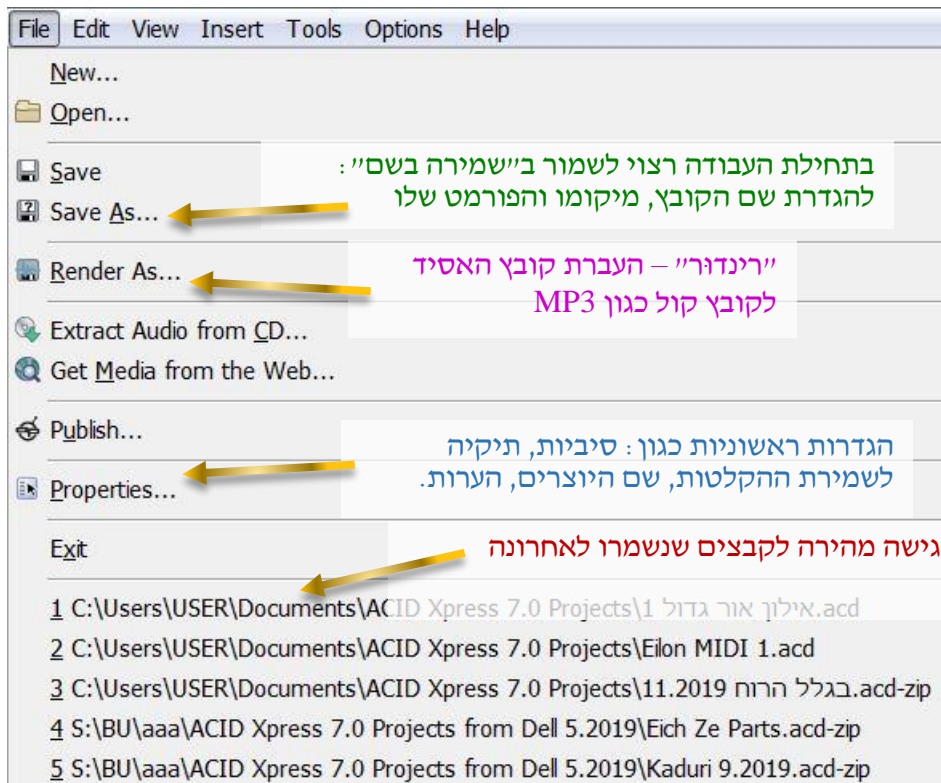 File Edit View Insert Tools Options Help
New...
Open...
Save
בתחילת העבודה רצוי לשמור ב״שמירה בשם״:
להגדרת שם הקובץ, מיקומו והפורמט שלו
Save As...
Render As...
״רינדוּר״ – העברת קובץ האסיד
לקובץ קול כגון MP3
Extract Audio from CD...
Get Media from the Web...
Publish...
הגדרות ראשוניות כגון: סיביות, תיקיה
לשמירת ההקלטות, שם היוצרים, הערות.
Properties...
Exit
גישה מהירה לקבצים שנשמרו לאחרונה
1 C:\Users\USER\Documents\ACID Xpress 7.0 Projects\1 אילון אור גדול.acd
2 C:\Users\USER\Documents\ACID Xpress 7.0 Projects\Eilon MIDI 1.acd
3 C:\Users\USER\Documents\ACID Xpress 7.0 Projects\11.2019 בגלל הרוח.acd-zip
4 S:\BU\aaa\ACID Xpress 7.0 Projects from Dell 5.2019\Eich Ze Parts.acd-zip
5 S:\BU\aaa\ACID Xpress 7.0 Projects from Dell 5.2019\Kaduri 9.2019.acd-zip